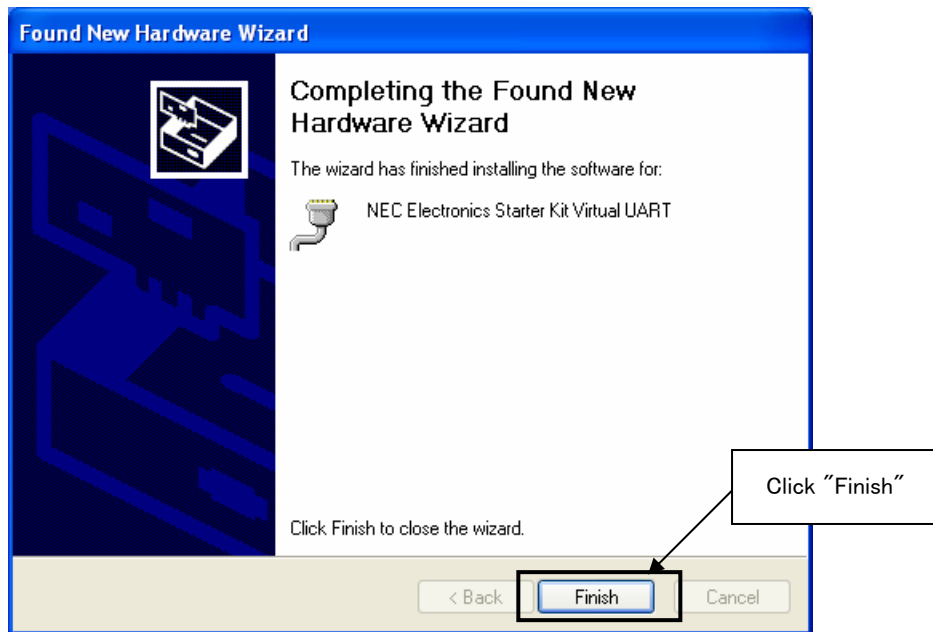 Found New Hardware Wizard
Completing the Found New
Hardware Wizard
The wizard has finished installing the software for:
NEC Electronics Starter Kit Virtual UART
Click "Finish"
Click Finish to close the wizard.
< Back
Finish
Cancel